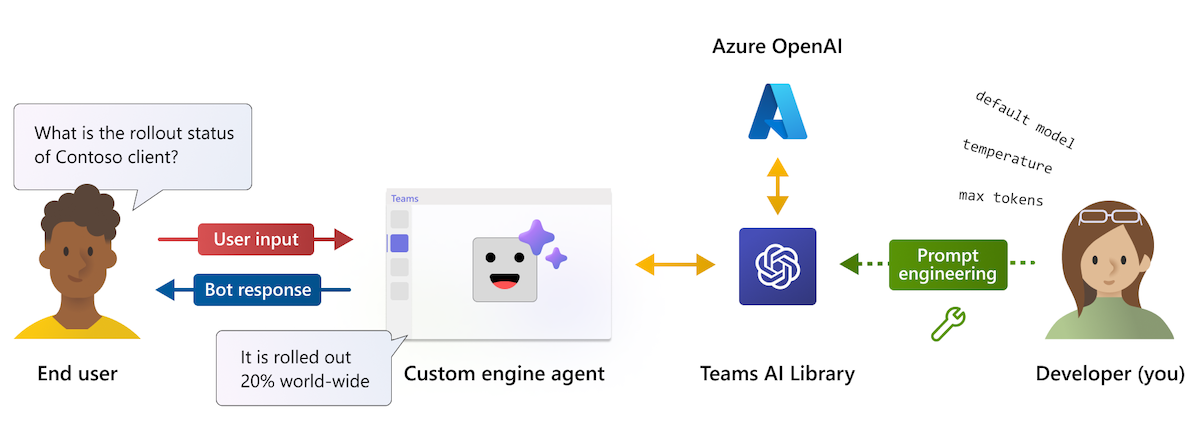 Azure OpenAI
What is the rollout status
of Contoso client?
default model
temperature
max tokens
Teams
User input
Bot response
Prompt
engineering
It is rolled out
20% world-wide
End user
Custom engine agent
Teams AI Library
Developer (you)